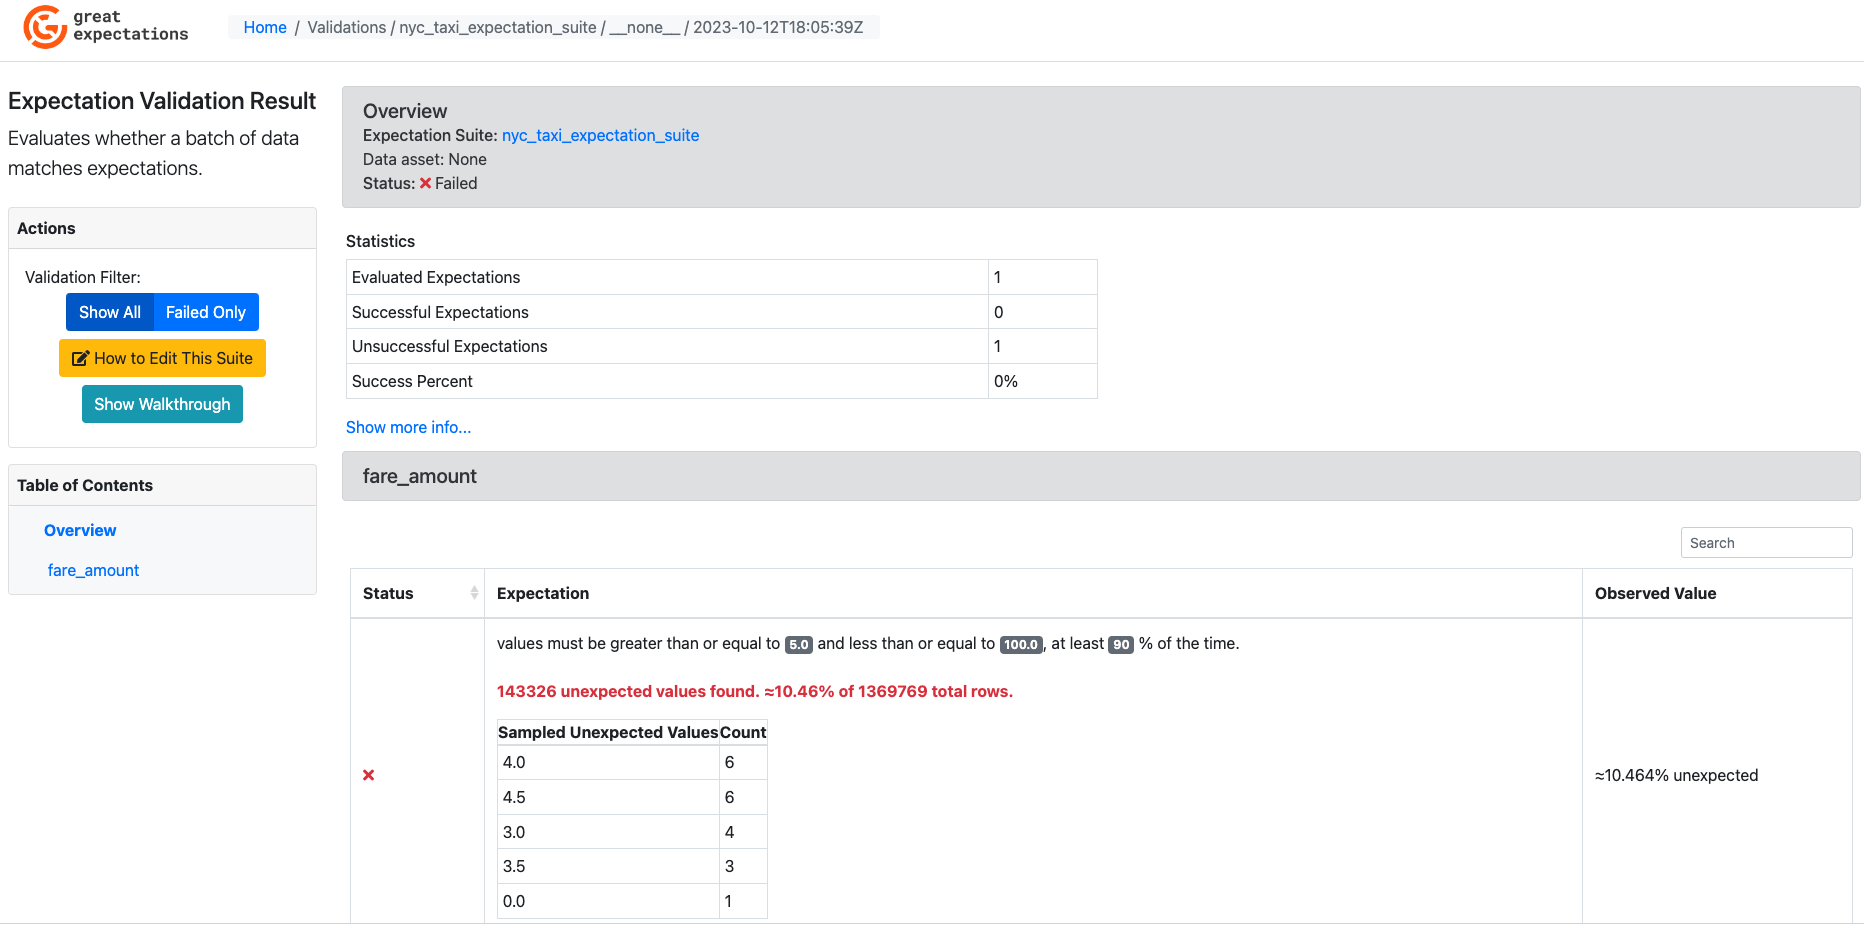 great
expectations
Home / Validations / nyc_taxi_expectation_suite / __none__ / 2023-10-12T18:05:39Z
Expectation Validation Result
Evaluates whether a batch of data
matches expectations.
Actions
Validation Filter:
Show All Failed Only
How to Edit This Suite
Show Walkthrough
Table of Contents
Overview
fare_amount
Overview
Expectation Suite: nyc_taxi_expectation_suite
Data asset: None
Status: ❌ Failed
Statistics
Evaluated Expectations 1
Successful Expectations 0
Unsuccessful Expectations 1
Success Percent 0%
Show more info...
fare_amount
Search
Status Expectation Observed Value
values must be greater than or equal to 5.0 and less than or equal to 100.0, at least 90 % of the time.
143326 unexpected values found. ≈10.46% of 1369769 total rows.
Sampled Unexpected Values Count
4.0 6
4.5 6
3.0 4
3.5 3
0.0 1
≈10.464% unexpected